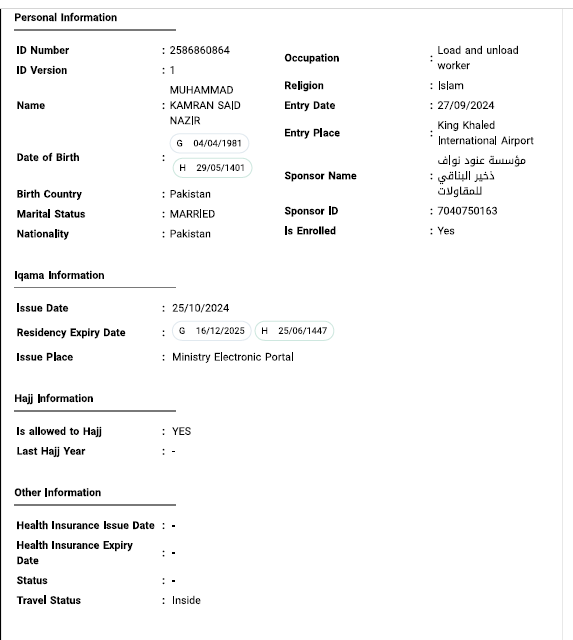 Personal Information
ID Number : 2586860864
ID Version : 1
Name : MUHAMMAD
KAMRAN SAID
NAZIR
Date of Birth : G 04/04/1981
H 29/05/1401
Birth Country : Pakistan
Marital Status : MARRIED
Nationality : Pakistan
Occupation : Load and unload
worker
Religion : Islam
Entry Date : 27/09/2024
Entry Place : King Khaled
International Airport
Sponsor Name : مؤسسة عنود نواف
ذخير البناقي
للمقاولات
Sponsor ID : 7040750163
Is Enrolled : Yes
Iqama Information
Issue Date : 25/10/2024
Residency Expiry Date : G 16/12/2025 H 25/06/1447
Issue Place : Ministry Electronic Portal
Hajj Information
Is allowed to Hajj : YES
Last Hajj Year : -
Other Information
Health Insurance Issue Date : -
Health Insurance Expiry
Date : -
Status : -
Travel Status : Inside